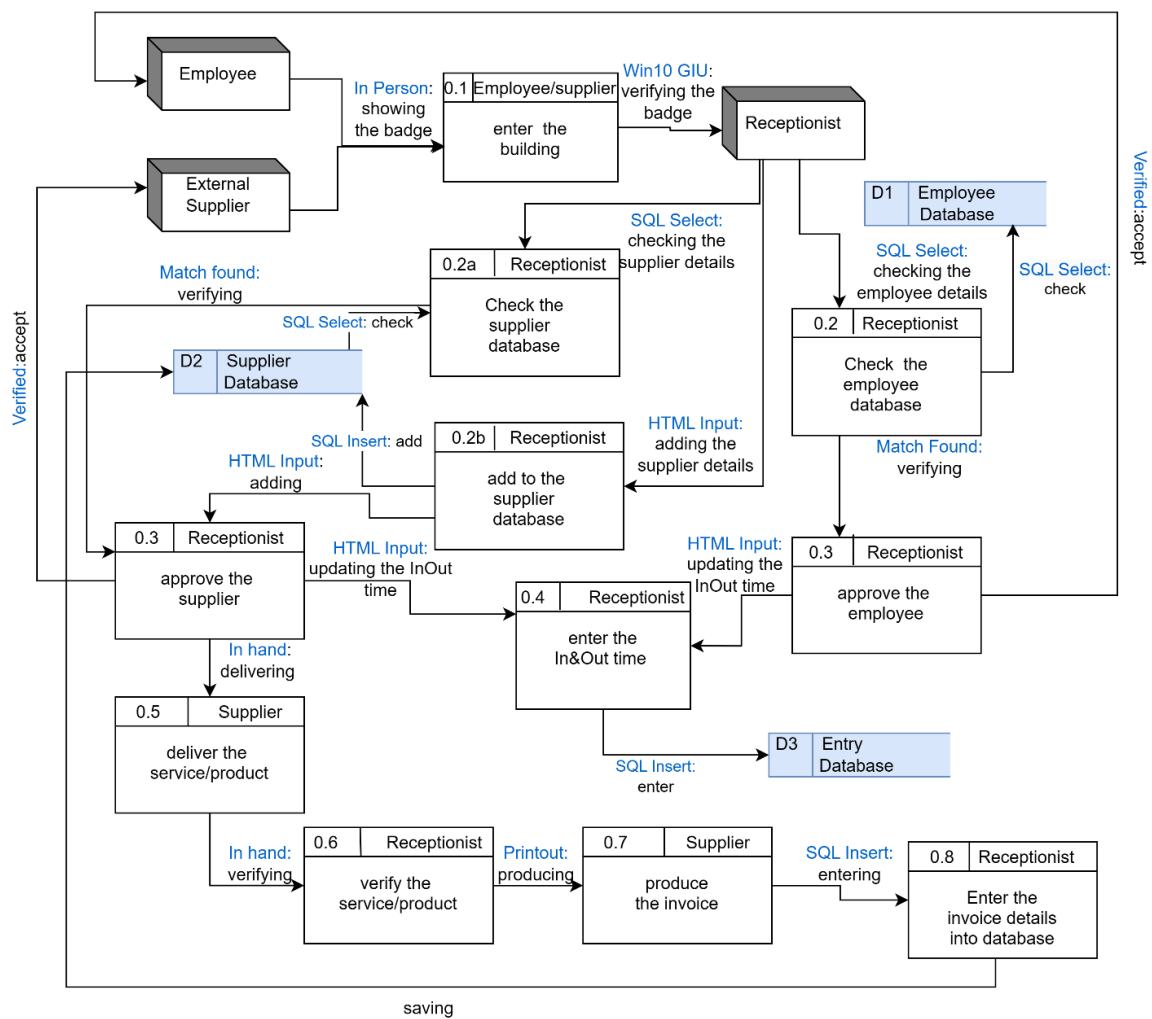 Employee
In Person:
showing
the badge
0.1
Employee/supplier
enter the
building
Win10 GIU:
verifying the
badge
Receptionist
External
Supplier
D1
Employee
Database
Verified:accept
SQL Select:
checking the
supplier details
SQL Select:
checking the
employee details
SQL Select:
check
0.2a
Receptionist
Check the
supplier
database
Match found:
verifying
SQL Select: check
0.2
Receptionist
Check the
employee
database
Verified:accept
D2
Supplier
Database
SQL Insert: add
0.2b
Receptionist
add to the
supplier
database
HTML Input:
adding the
supplier details
Match Found:
verifying
HTML Input:
adding
0.3
Receptionist
approve the
supplier
HTML Input:
updating the InOut
time
HTML Input:
updating the
InOut time
0.3
Receptionist
approve the
employee
0.4
Receptionist
enter the
In&Out time
In hand:
delivering
0.5
Supplier
deliver the
service/product
SQL Insert:
enter
D3
Entry
Database
In hand:
verifying
0.6
Receptionist
verify the
service/product
Printout:
producing
0.7
Supplier
produce
the invoice
SQL Insert:
entering
0.8
Receptionist
Enter the
invoice details
into database
saving